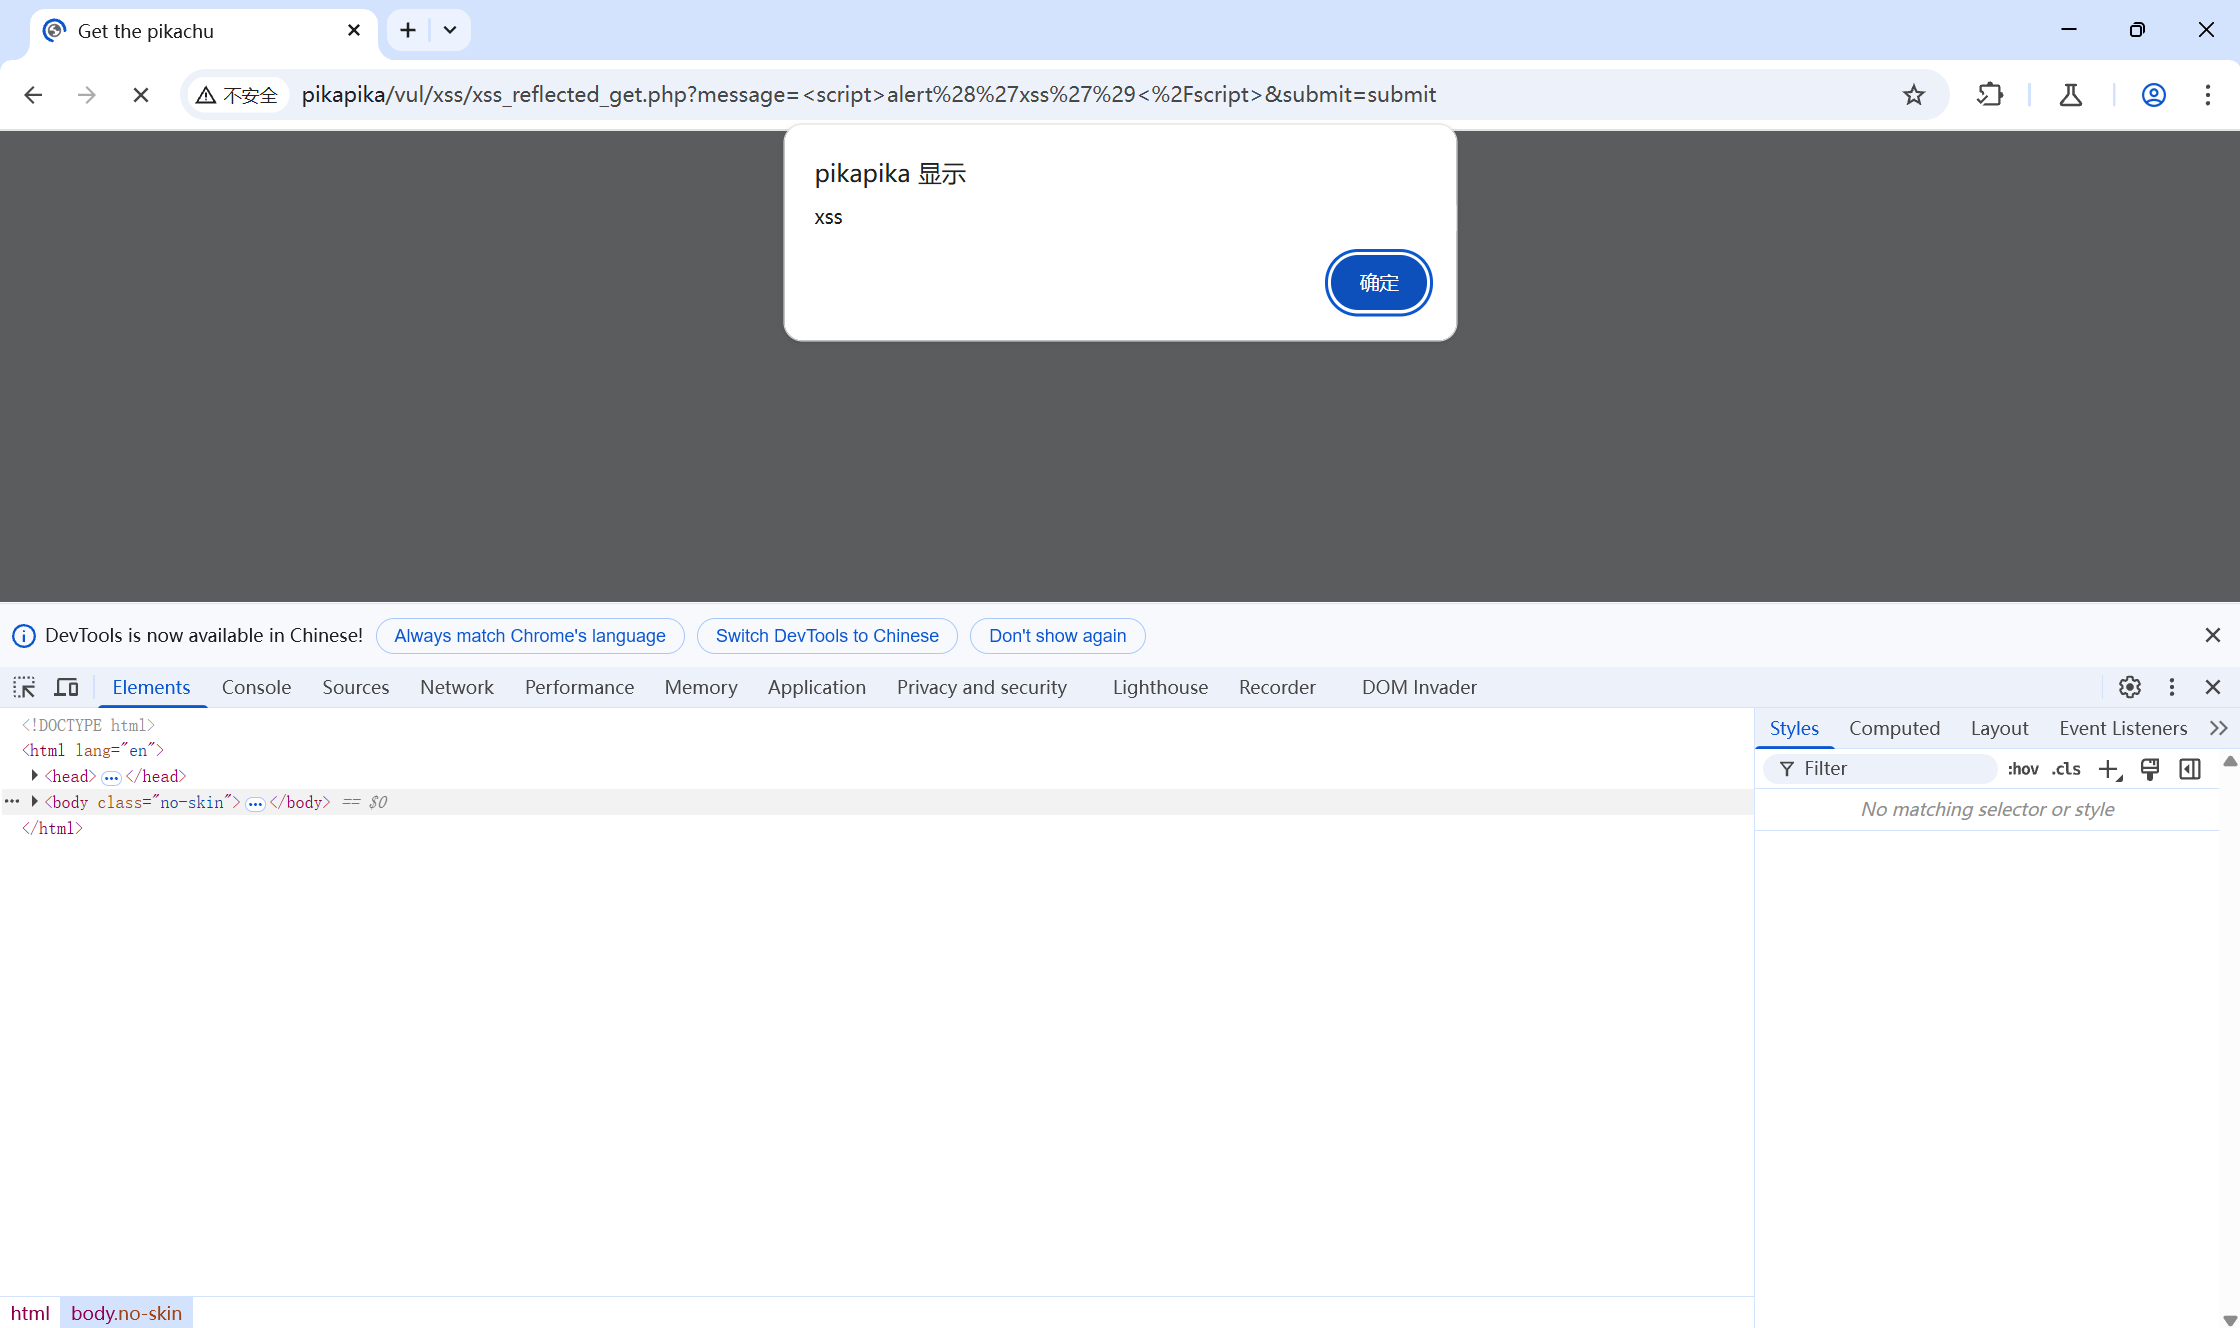 Get the pikachu
不安全
pikapika/vul/xss/xss_reflected_get.php?message=<script>alert%28%27xss%27%29<%2Fscript>&submit=submit
pikapika 显示
xss
确定
DevTools is now available in Chinese! Always match Chrome's language Switch DevTools to Chinese Don't show again
Elements Console Sources Network Performance Memory Application Privacy and security Lighthouse Recorder DOM Invader
<!DOCTYPE html>
<html lang="en">
<head> ... </head>
... <body class="no-skin"> ... </body> == $0
</html>
Styles Computed Layout Event Listeners
Filter :hov .cls
No matching selector or style
html body.no-skin